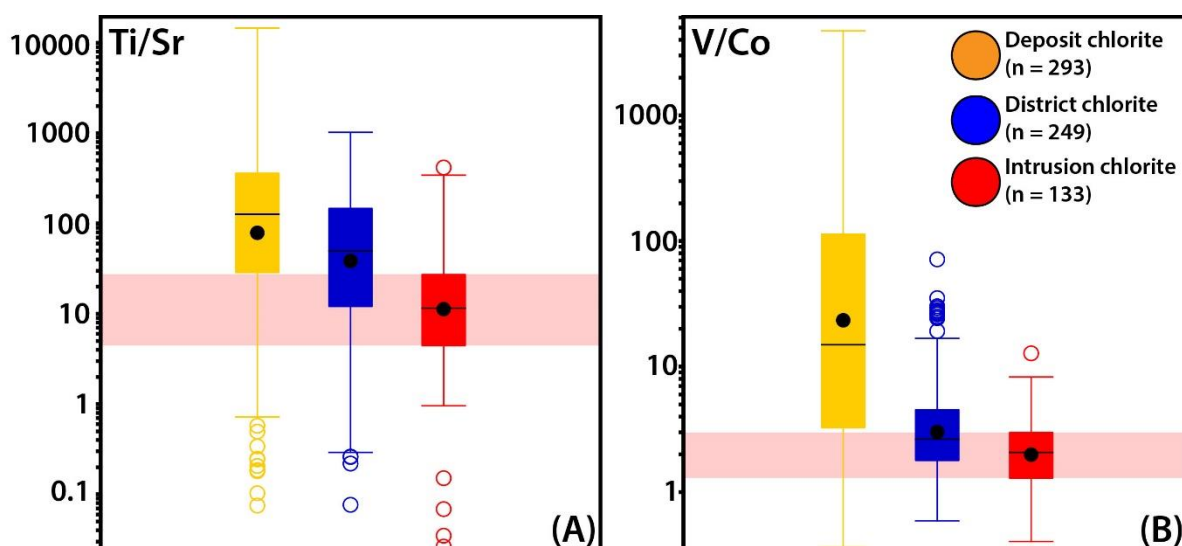 Ti/Sr
10000
1000
100
10
1
0.1
(A)
V/Co
1000
100
10
1
Deposit chlorite
(n = 293)
District chlorite
(n = 249)
Intrusion chlorite
(n = 133)
(B)